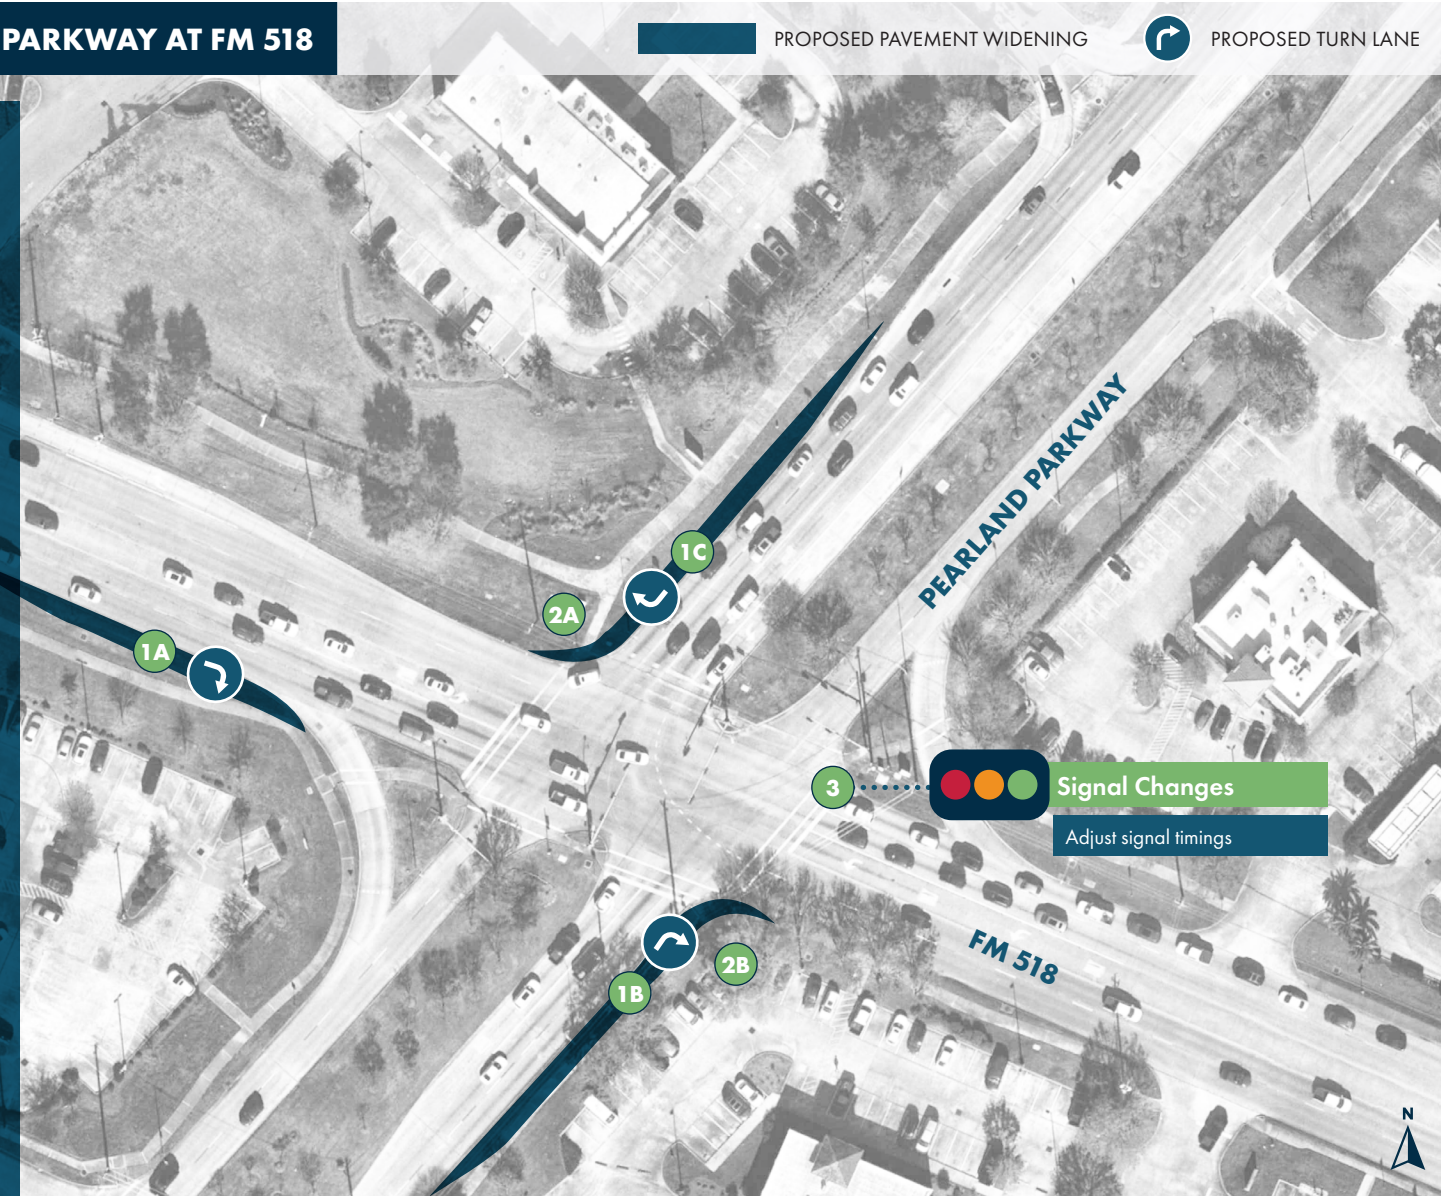 PARKWAY AT FM 518
PROPOSED PAVEMENT WIDENING
PROPOSED TURN LANE
PEARLAND PARKWAY
1C
2A
1A
3
Signal Changes
Adjust signal timings
FM 518
2B
1B
N